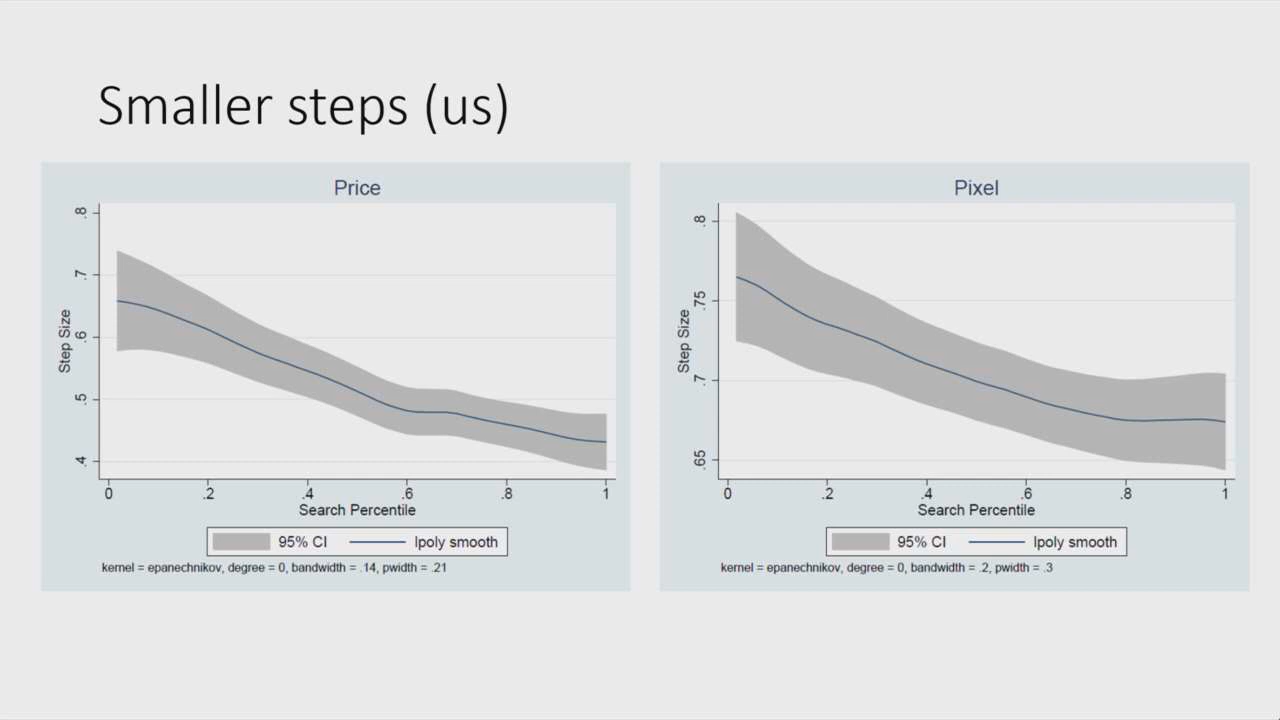 Smaller steps (us)
Price
.8
.7
.6
.5
.4
Step Size
0 .2 .4 .6 .8 1
Search Percentile
95% CI lpoly smooth
kernel = epanechnikov, degree = 0, bandwidth = .14, pwidth = .21
Pixel
.8
.75
.7
.65
Step Size
0 .2 .4 .6 .8 1
Search Percentile
95% CI lpoly smooth
kernel = epanechnikov, degree = 0, bandwidth = .2, pwidth = .3